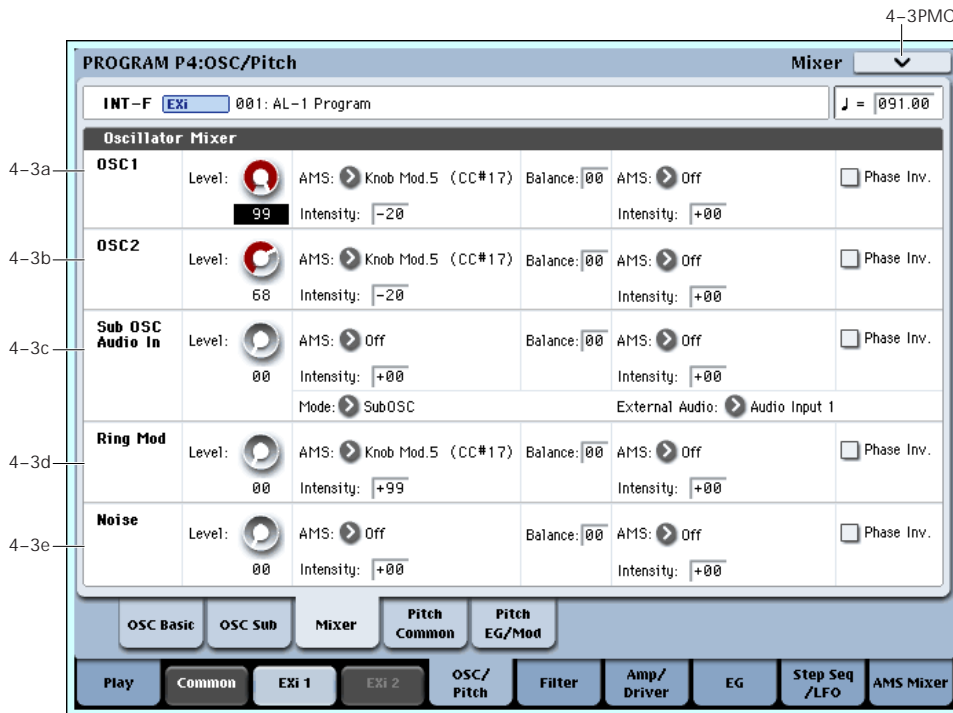 4-3PMC
PROGRAM P4:OSC/Pitch Mixer
INT-F EXi 001: AL-1 Program ♩ = 091.00
Oscillator Mixer
4-3a OSC1 Level: AMS: Knob Mod.5 (CC#17) Balance: 00 AMS: Off Phase Inv.
99 Intensity: -20 Intensity: +00
4-3b OSC2 Level: AMS: Knob Mod.5 (CC#17) Balance: 00 AMS: Off Phase Inv.
68 Intensity: -20 Intensity: +00
4-3c Sub OSC
Audio In Level: AMS: Off Balance: 00 AMS: Off Phase Inv.
00 Intensity: +00 Intensity: +00
Mode: SubOSC External Audio: Audio Input 1
4-3d Ring Mod Level: AMS: Knob Mod.5 (CC#17) Balance: 00 AMS: Off Phase Inv.
00 Intensity: +99 Intensity: +00
4-3e Noise Level: AMS: Off Balance: 00 AMS: Off Phase Inv.
00 Intensity: +00 Intensity: +00
OSC Basic OSC Sub Mixer Pitch Common Pitch EG/Mod
Play Common EXi 1 EXi 2 OSC/Pitch Filter Amp/Driver EG Step Seq/LFO AMS Mixer